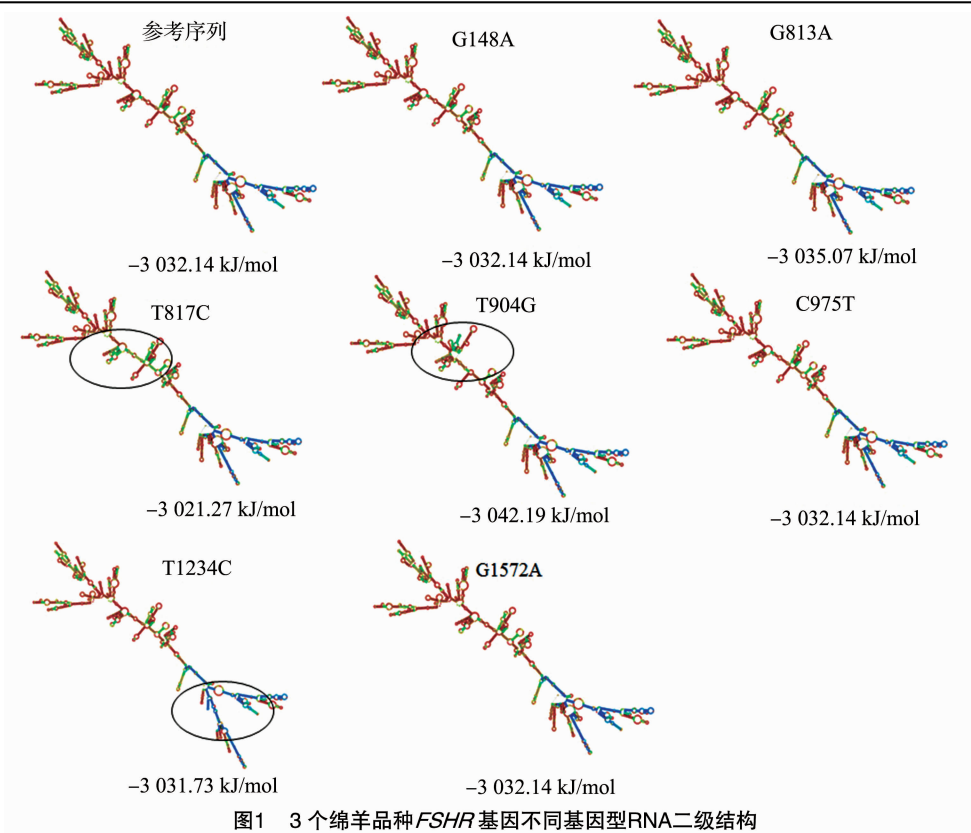 参考序列
G148A
G813A
−3 032.14 kJ/mol
−3 032.14 kJ/mol
−3 035.07 kJ/mol
T817C
T904G
C975T
−3 021.27 kJ/mol
−3 042.19 kJ/mol
−3 032.14 kJ/mol
T1234C
G1572A
−3 031.73 kJ/mol
−3 032.14 kJ/mol
图1 3 个绵羊品种FSHR 基因不同基因型RNA二级结构